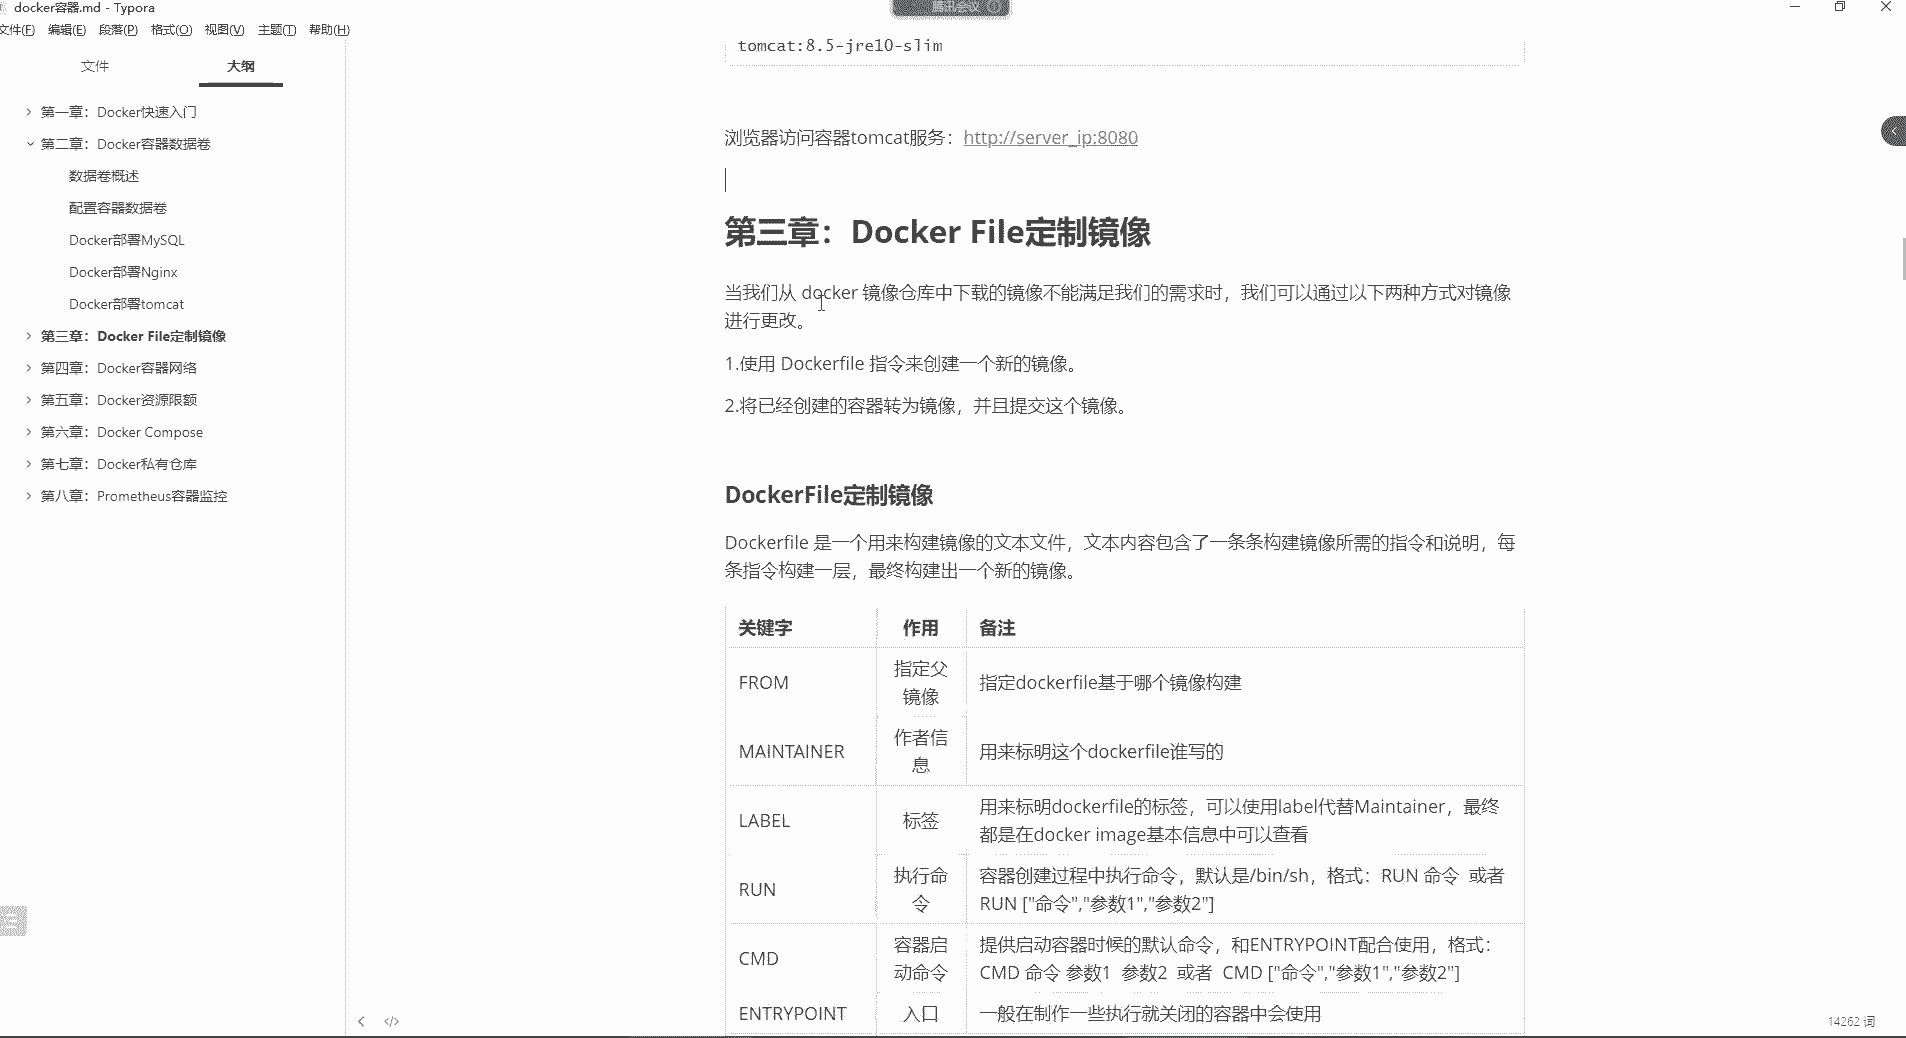 docker容器.md - Typora
腾讯会议
文件(F) 编辑(E) 段落(P) 格式(O) 视图(V) 主题(T) 帮助(H)
文件 大纲
第一章：Docker快速入门
第二章：Docker容器数据卷
数据卷概述
配置容器数据卷
Docker部署MySQL
Docker部署Nginx
Docker部署tomcat
第三章：Docker File定制镜像
第四章：Docker容器网络
第五章：Docker资源限额
第六章：Docker Compose
第七章：Docker私有仓库
第八章：Prometheus容器监控
tomcat:8.5-jre10-slim
浏览器访问容器tomcat服务：http://server_ip:8080
第三章：Docker File定制镜像
当我们从 docker 镜像仓库中下载的镜像不能满足我们的需求时，我们可以通过以下两种方式对镜像
进行更改。
1.使用 Dockerfile 指令来创建一个新的镜像。
2.将已经创建的容器转为镜像，并且提交这个镜像。
DockerFile定制镜像
Dockerfile 是一个用来构建镜像的文本文件，文本内容包含了一条条构建镜像所需的指令和说明，每
条指令构建一层，最终构建出一个新的镜像。
关键字 作用 备注
FROM 指定父
镜像 指定dockerfile基于哪个镜像构建
MAINTAINER 作者信
息 用来标明这个dockerfile谁写的
LABEL 标签 用来标明dockerfile的标签，可以使用label代替Maintainer，最终
都是在docker image基本信息中可以查看
RUN 执行命
令 容器创建过程中执行命令，默认是/bin/sh，格式：RUN 命令 或者
RUN ["命令","参数1","参数2"]
CMD 容器启
动命令 提供启动容器时候的默认命令，和ENTRYPOINT配合使用，格式：
CMD 命令 参数1 参数2 或者 CMD ["命令","参数1","参数2"]
ENTRYPOINT 入口 一般在制作一些执行就关闭的容器中会使用
14262 词